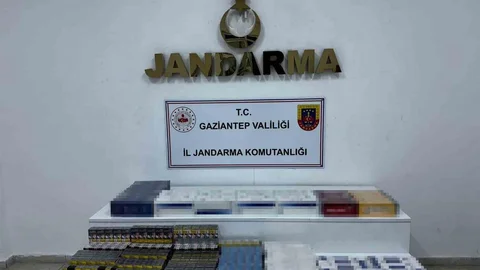 JANDARMA
T.C.
GAZİANTEP VALİLİĞİ
İL JANDARMA KOMUTANLIĞI